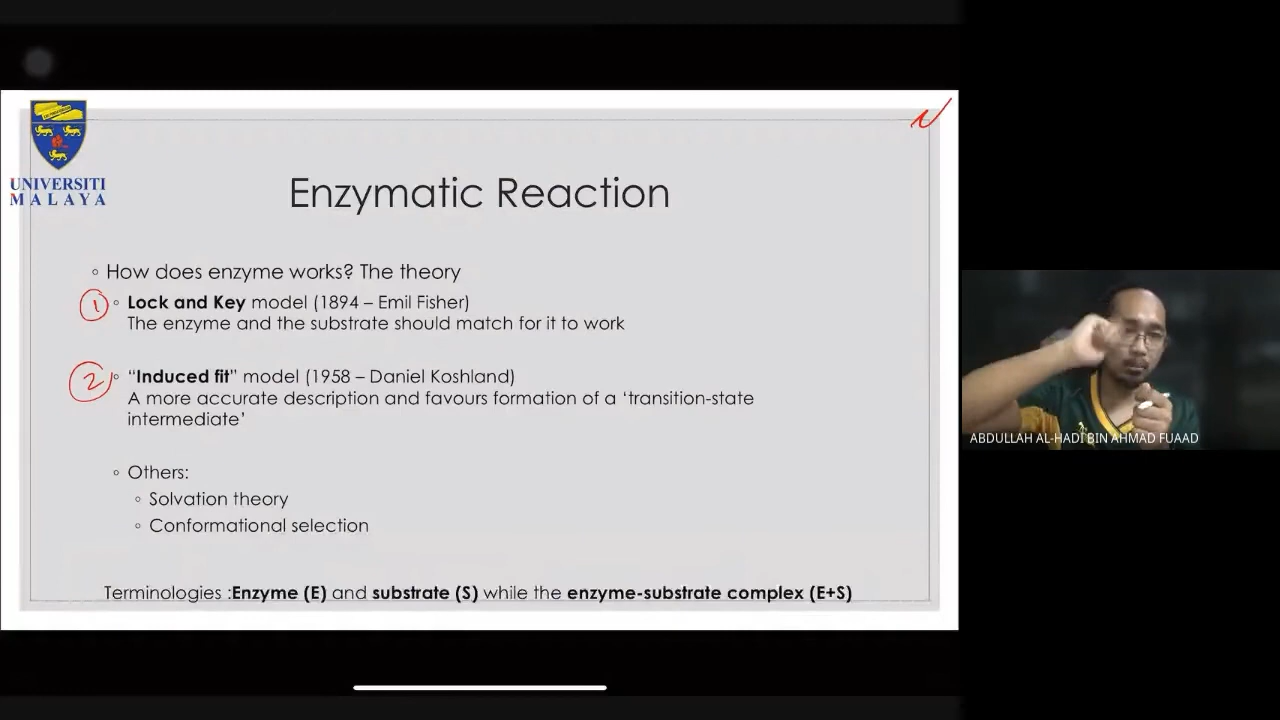 UNIVERSITI
MALAYA
Enzymatic Reaction
◦ How does enzyme works? The theory
1 ◦ Lock and Key model (1894 – Emil Fisher)
The enzyme and the substrate should match for it to work
2 ◦ “Induced fit” model (1958 – Daniel Koshland)
A more accurate description and favours formation of a ‘transition-state
intermediate’
◦ Others:
◦ Solvation theory
◦ Conformational selection
Terminologies :Enzyme (E) and substrate (S) while the enzyme-substrate complex (E+S)
ABDULLAH AL-HADI BIN AHMAD FUAAD